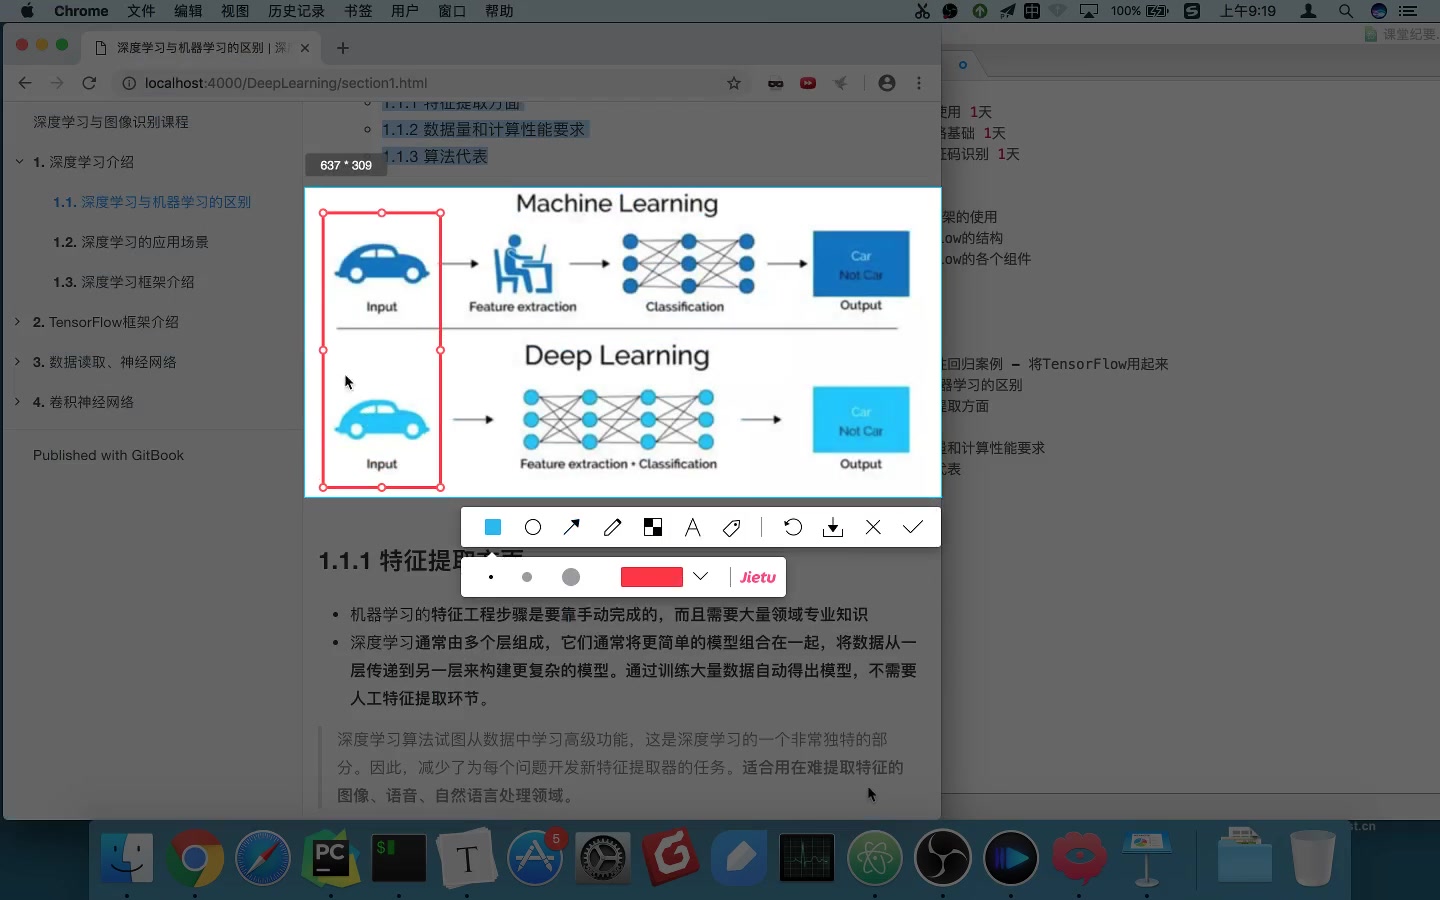 Chrome 文件 编辑 视图 历史记录 书签 用户 窗口 帮助
100% 上午9:19
深度学习与机器学习的区别 | 深
课堂纪要.
localhost:4000/DeepLearning/section1.html
深度学习与图像识别课程
1. 深度学习介绍
1.1. 深度学习与机器学习的区别
1.2. 深度学习的应用场景
1.3. 深度学习框架介绍
2. TensorFlow框架介绍
3. 数据读取、神经网络
4. 卷积神经网络
Published with GitBook
1.1.1 特征提取方面
1.1.2 数据量和计算性能要求
1.1.3 算法代表
637 * 309
Machine Learning
Input
Feature extraction
Classification
Car
Not Car
Output
Deep Learning
Input
Feature extraction + Classification
Car
Not Car
Output
Jietu
1.1.1 特征提取方面
机器学习的特征工程步骤是要靠手动完成的，而且需要大量领域专业知识
深度学习通常由多个层组成，它们通常将更简单的模型组合在一起，将数据从一
层传递到另一层来构建更复杂的模型。通过训练大量数据自动得出模型，不需要
人工特征提取环节。
深度学习算法试图从数据中学习高级功能，这是深度学习的一个非常独特的部
分。因此，减少了为每个问题开发新特征提取器的任务。适合用在难提取特征的
图像、语音、自然语言处理领域。
使用 1天
基础 1天
证码识别 1天
架的使用
ow的结构
ow的各个组件
回归案例 — 将TensorFlow用起来
器学习的区别
提取方面
量和计算性能要求
代表
st.cn
PC
$
T
5